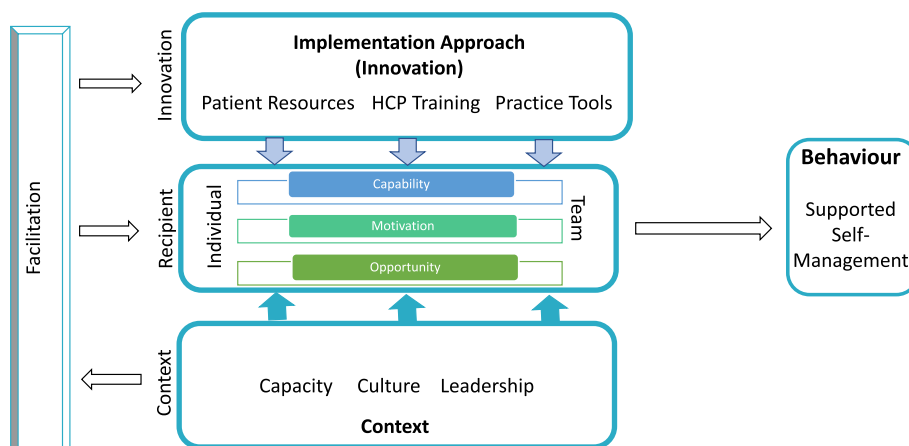 Facilitation
Innovation
Implementation Approach
(Innovation)
Patient Resources HCP Training Practice Tools
Recipient
Individual
Capability
Motivation
Opportunity
Team
Behaviour
Supported
Self-
Management
Context
Capacity Culture Leadership
Context